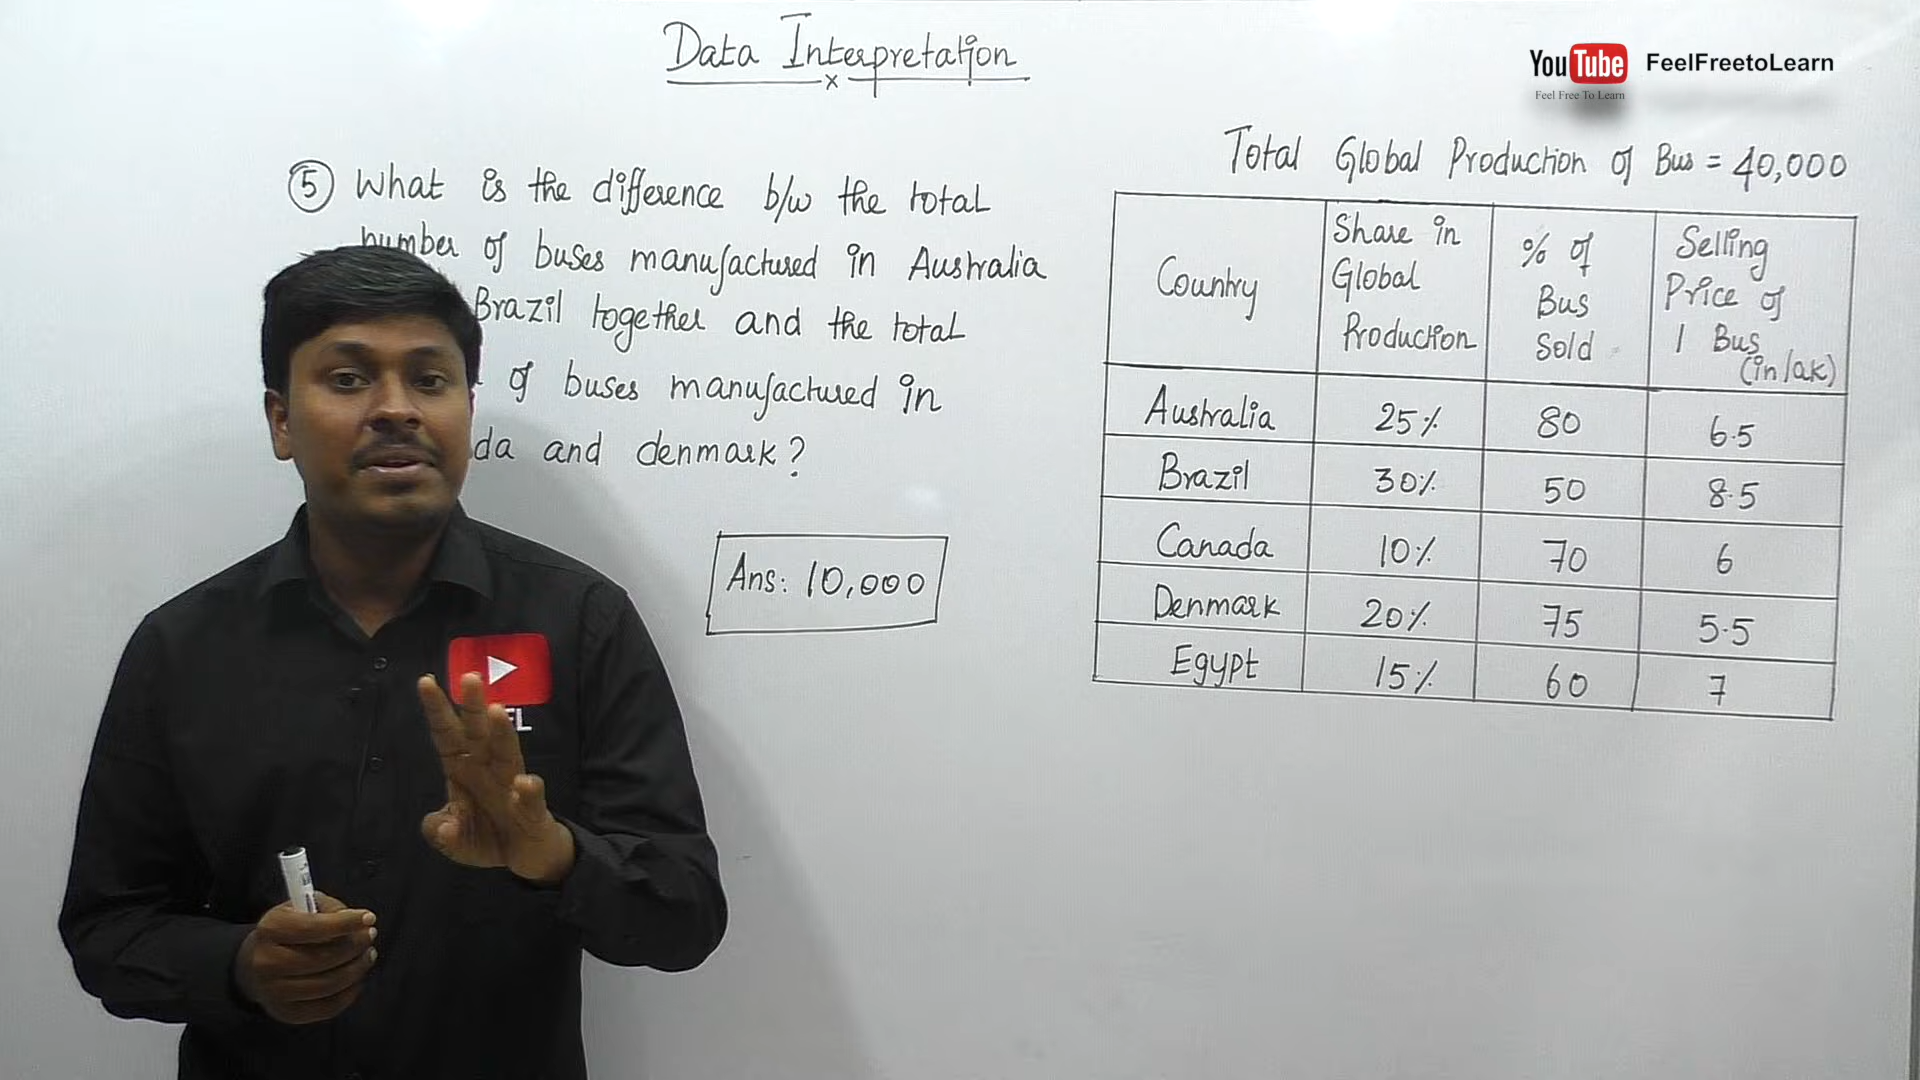 Data Interpretation
x
YouTube FeelFreetoLearn
Feel Free To Learn
Total Global Production of Bus = 40,000
5 What is the difference b/w the total
number of buses manufactured in Australia
Brazil together and the total
of buses manufactured in
da and denmark?
Ans: 10,000
Country Share in Global Production % of Bus Sold Selling Price of 1 Bus (in lak)
Australia 25% 80 6.5
Brazil 30% 50 8.5
Canada 10% 70 6
Denmark 20% 75 5.5
Egypt 15% 60 7